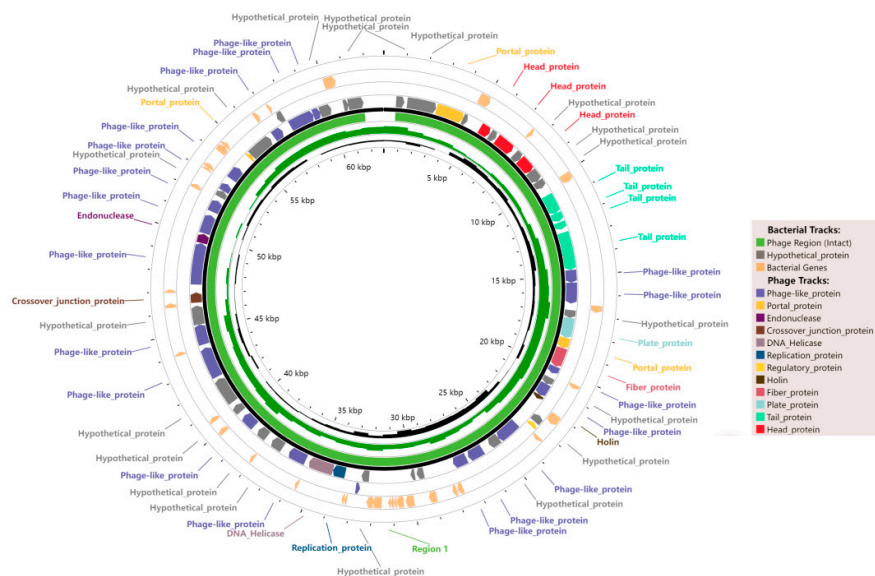 Hypothetical_protein
Hypothetical_protein
Hypothetical_protein
Hypothetical_protein
Portal_protein
Head_protein
Head_protein
Hypothetical_protein
Head_protein
Hypothetical_protein
Hypothetical_protein
Tail_protein
Tail_protein
Tail_protein
Tail_protein
Phage-like_protein
Phage-like_protein
Hypothetical_protein
Plate_protein
Portal_protein
Fiber_protein
Phage-like_protein
Hypothetical_protein
Phage-like_protein
Holin
Hypothetical_protein
Phage-like_protein
Hypothetical_protein
Phage-like_protein
Phage-like_protein
Phage-like_protein
Region 1
Hypothetical_protein
Replication_protein
DNA_Helicase
Phage-like_protein
Hypothetical_protein
Hypothetical_protein
Phage-like_protein
Hypothetical_protein
Hypothetical_protein
Phage-like_protein
Phage-like_protein
Hypothetical_protein
Crossover_junction_protein
Phage-like_protein
Endonuclease
Phage-like_protein
Phage-like_protein
Hypothetical_protein
Phage-like_protein
Phage-like_protein
Portal_protein
Hypothetical_protein
Phage-like_protein
Phage-like_protein
Phage-like_protein
5 kbp
10 kbp
15 kbp
20 kbp
25 kbp
30 kbp
35 kbp
40 kbp
45 kbp
50 kbp
55 kbp
60 kbp
Bacterial Tracks:
Phage Region (Intact)
Hypothetical_protein
Bacterial Genes
Phage Tracks:
Phage-like_protein
Portal_protein
Endonuclease
Crossover_junction_protein
DNA_Helicase
Replication_protein
Regulatory_protein
Holin
Fiber_protein
Plate_protein
Tail_protein
Head_protein